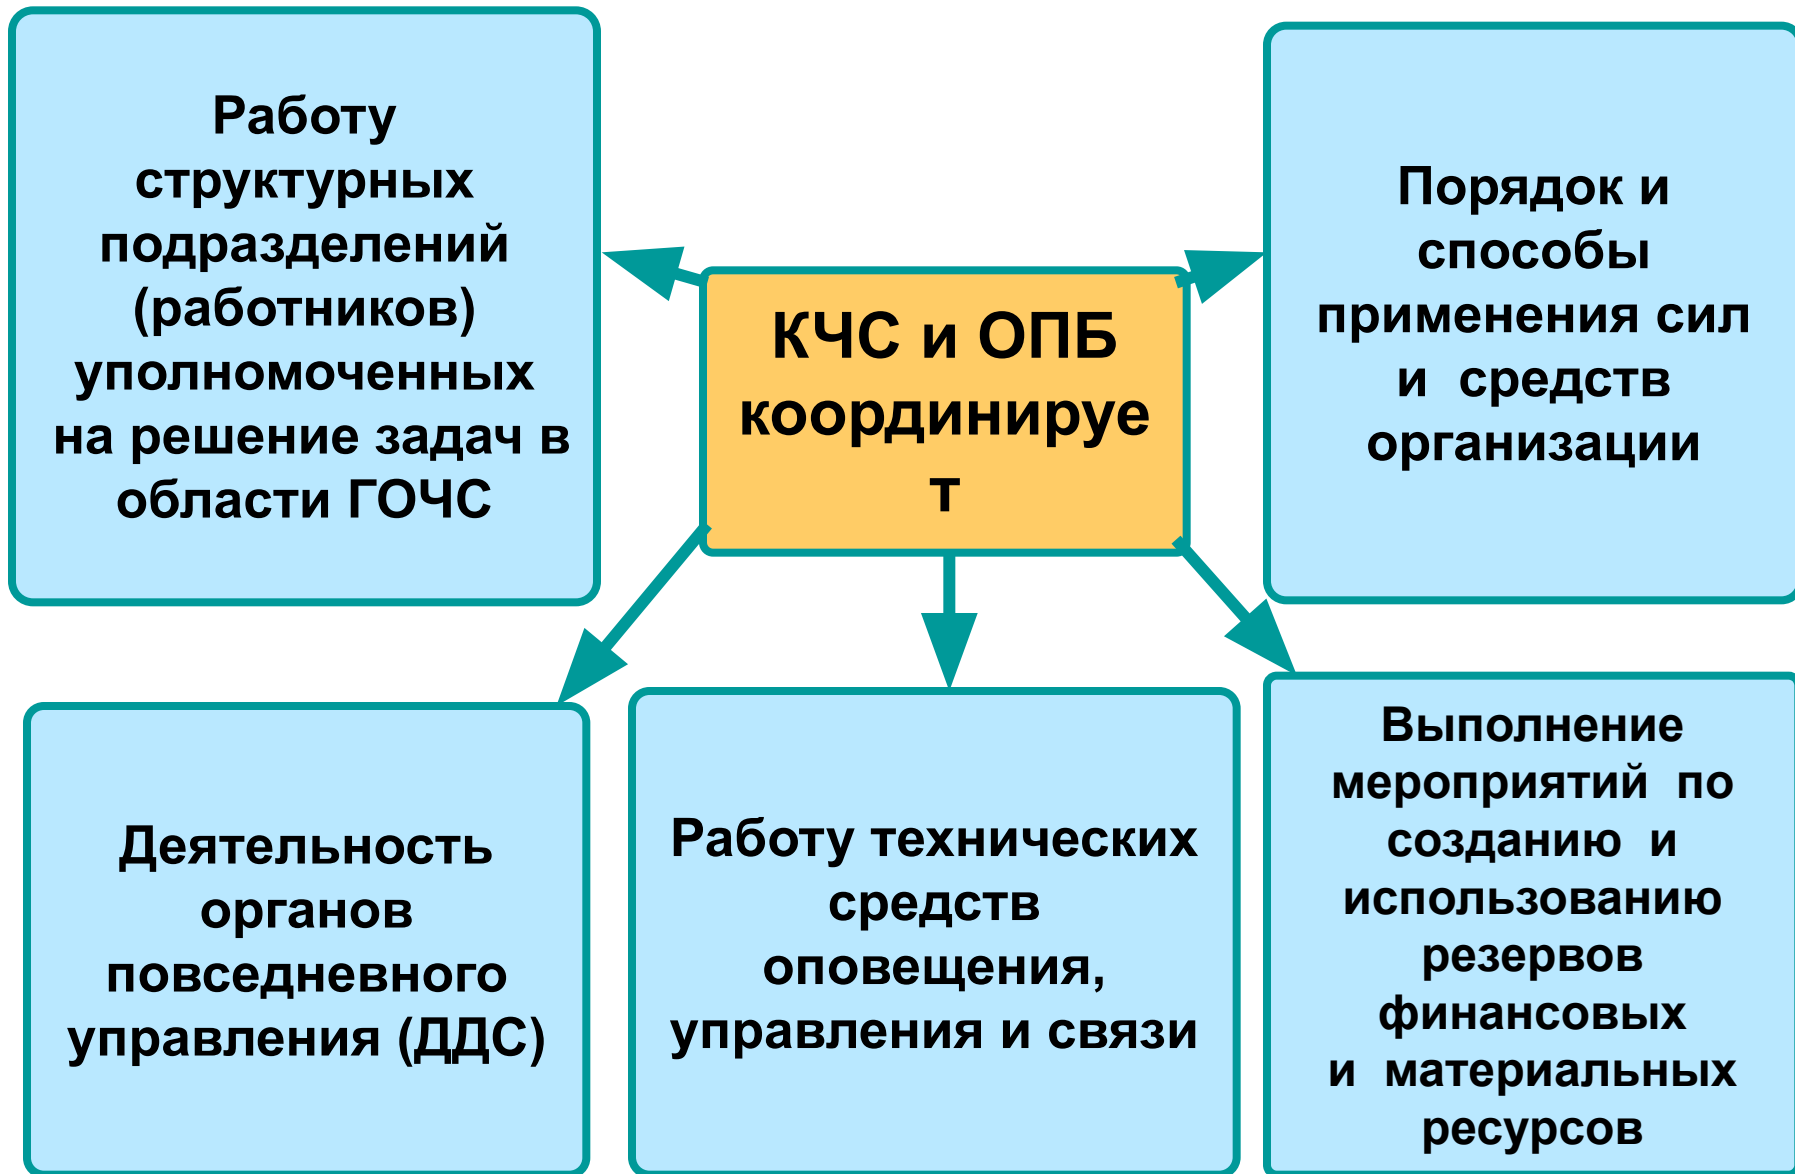 Работу
структурных
подразделений
(работников)
уполномоченных
на решение задач в
области ГОЧС
КЧС и ОПБ
координируе
т
Порядок и
способы
применения сил
и средств
организации
Деятельность
органов
повседневного
управления (ДДС)
Работу технических
средств
оповещения,
управления и связи
Выполнение
мероприятий по
созданию и
использованию
резервов
финансовых
и материальных
ресурсов